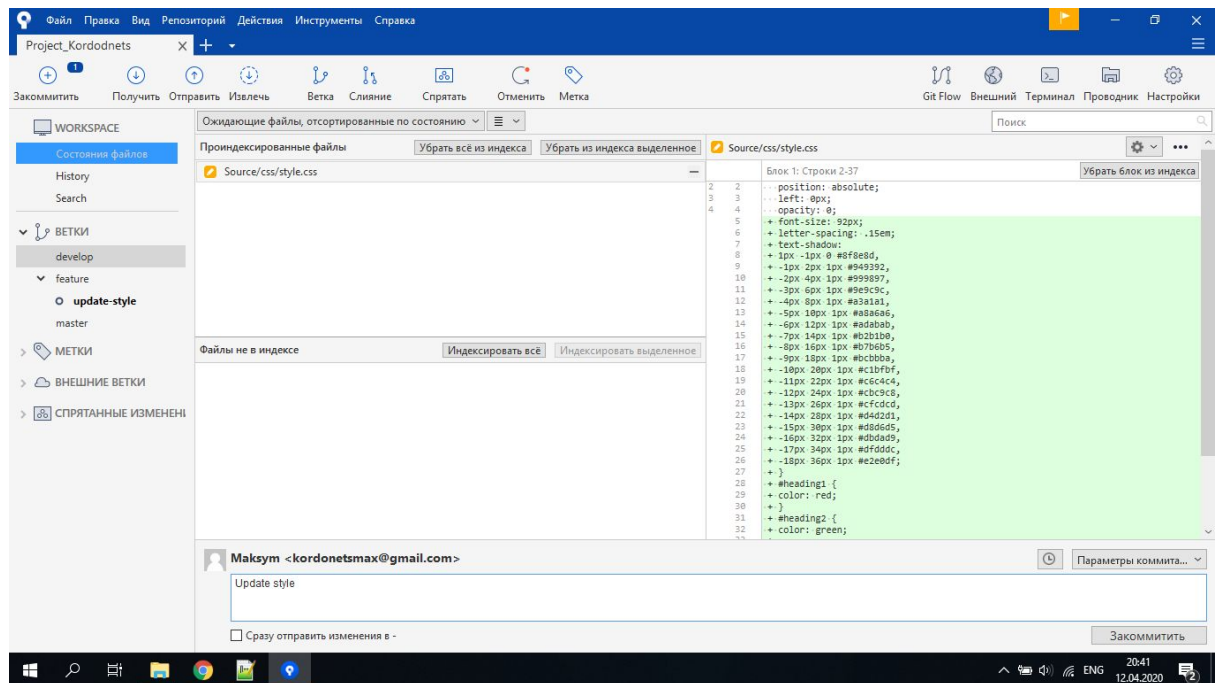 Файл Правка Вид Репозиторий Действия Инструменты Справка
Project_Kordodnets
1
Закоммитить Получить Отправить Извлечь Ветка Слияние Спрятать Отменить Метка Git Flow Внешний Терминал Проводник Настройки
WORKSPACE
Состояния файлов
History
Search
ВЕТКИ
develop
feature
update-style
master
МЕТКИ
ВНЕШНИЕ ВЕТКИ
СПРЯТАННЫЕ ИЗМЕНЕНИ
Ожидающие файлы, отсортированные по состоянию
Поиск
Проиндексированные файлы Убрать всё из индекса Убрать из индекса выделенное
Source/css/style.css
Файлы не в индексе Индексировать всё Индексировать выделенное
Source/css/style.css
Блок 1: Строки 2-37 Убрать блок из индекса
2 2 position: absolute;
3 3 left: 0px;
4 4 opacity: 0;
5 + font-size: 92px;
6 + letter-spacing: .15em;
7 + text-shadow:
8 + 1px -1px 0 #8f8e8d,
9 + -1px 2px 1px #949392,
10 + -2px 4px 1px #999897,
11 + -3px 6px 1px #9e9c9c,
12 + -4px 8px 1px #a3a1a1,
13 + -5px 10px 1px #a8a6a6,
14 + -6px 12px 1px #adabab,
15 + -7px 14px 1px #b2b1b0,
16 + -8px 16px 1px #b7b6b5,
17 + -9px 18px 1px #bcbbba,
18 + -10px 20px 1px #c1bfbf,
19 + -11px 22px 1px #c6c4c4,
20 + -12px 24px 1px #cbc9c8,
21 + -13px 26px 1px #cfcdcd,
22 + -14px 28px 1px #d4d2d1,
23 + -15px 30px 1px #d8d6d5,
24 + -16px 32px 1px #dbdad9,
25 + -17px 34px 1px #dfdddc,
26 + -18px 36px 1px #e2e0df;
27 + }
28 + #heading1 {
29 + color: red;
30 + }
31 + #heading2 {
32 + color: green;
Maksym <kordonetsmax@gmail.com>
Параметры коммита...
Update style
Сразу отправить изменения в -
Закоммитить
ENG
20:41
12.04.2020
2